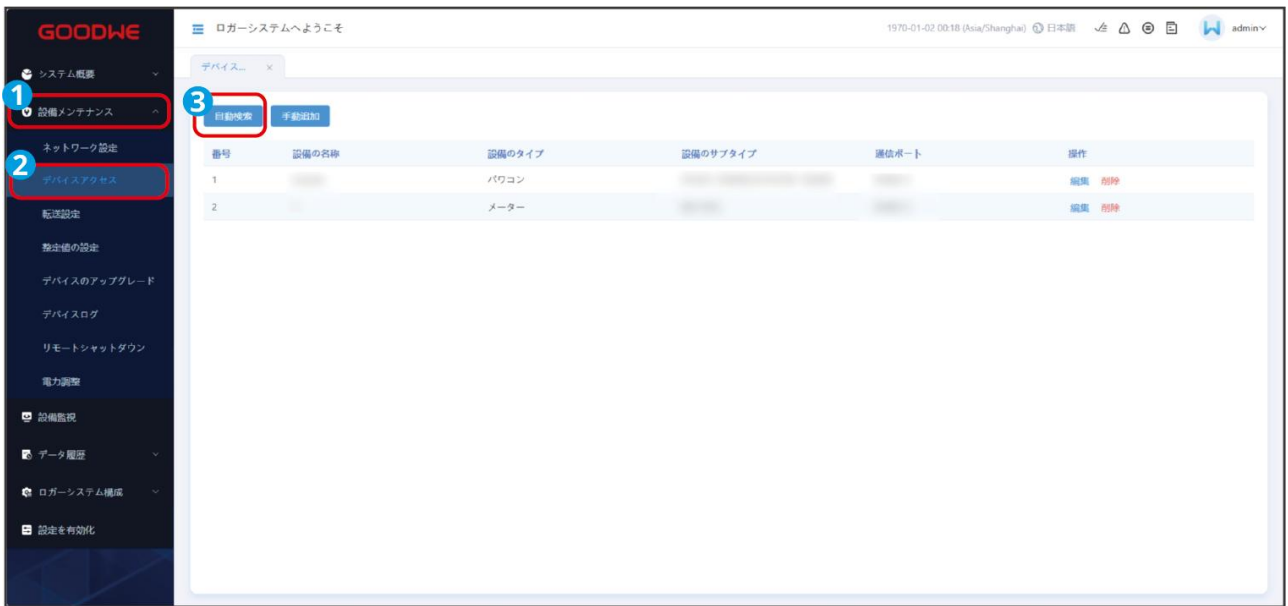 GOODWE
ロガーシステムへようこそ
1970-01-02 00:18 (Asia/Shanghai) 日本語
admin
システム概要
1
設備メンテナンス
ネットワーク設定
2
デバイスアクセス
転送設定
整定値の設定
デバイスのアップグレード
デバイスログ
リモートシャットダウン
電力調整
設備監視
データ履歴
ロガーシステム構成
設定を有効化
デバイス... ×
3
自動検索 手動追加
番号 設備の名称 設備のタイプ 設備のサブタイプ 通信ポート 操作
1 パワコン 編集 削除
2 メーター 編集 削除